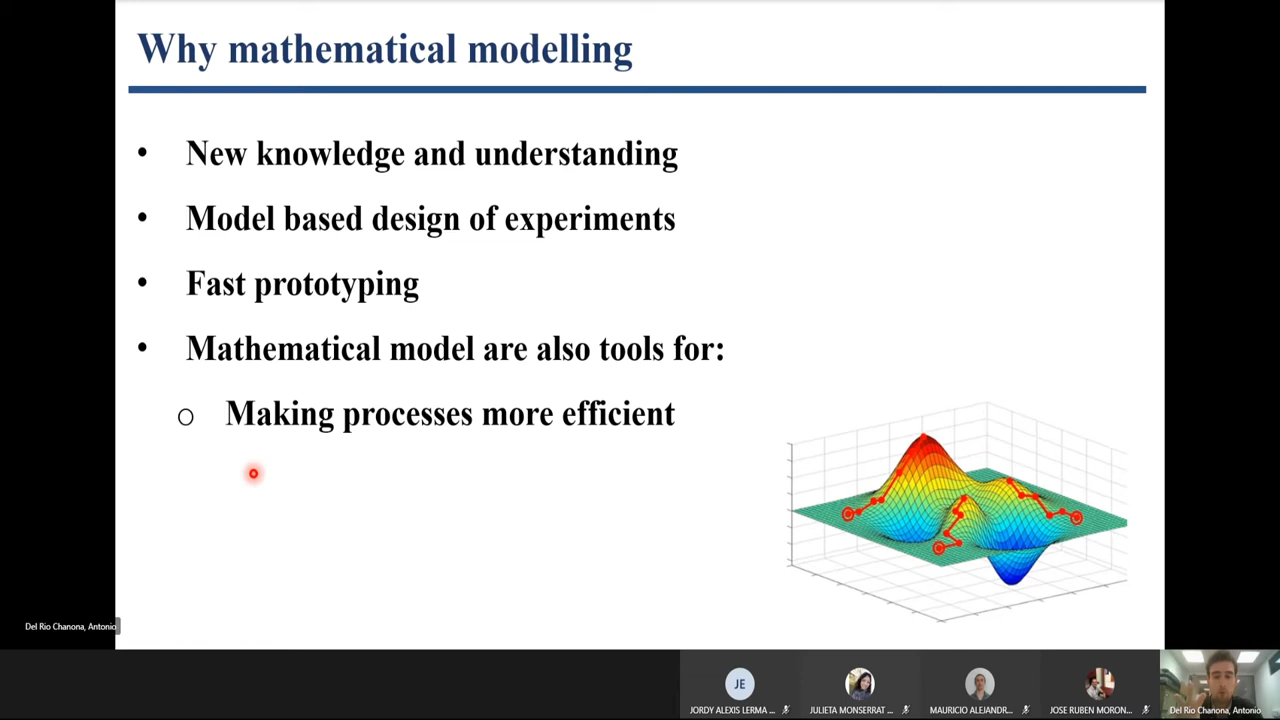 Why mathematical modelling
• New knowledge and understanding
• Model based design of experiments
• Fast prototyping
• Mathematical model are also tools for:
o Making processes more efficient
Del Rio Chanona, Antonio
JE
JORDY ALEXIS LERMA ...
JULIETA MONSERRAT ...
MAURICIO ALEJANDR...
JOSE RUBEN MORON...
Del Rio Chanona, Antonio